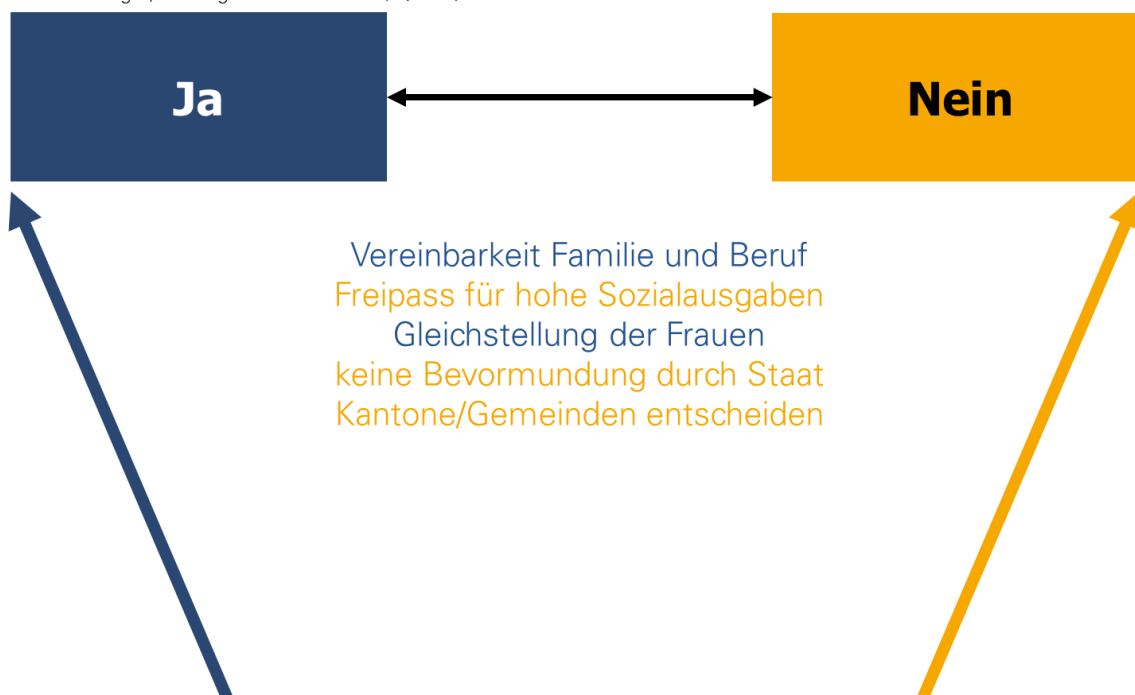 Ja
Nein
Vereinbarkeit Familie und Beruf
Freipass für hohe Sozialausgaben
Gleichstellung der Frauen
keine Bevormundung durch Staat
Kantone/Gemeinden entscheiden